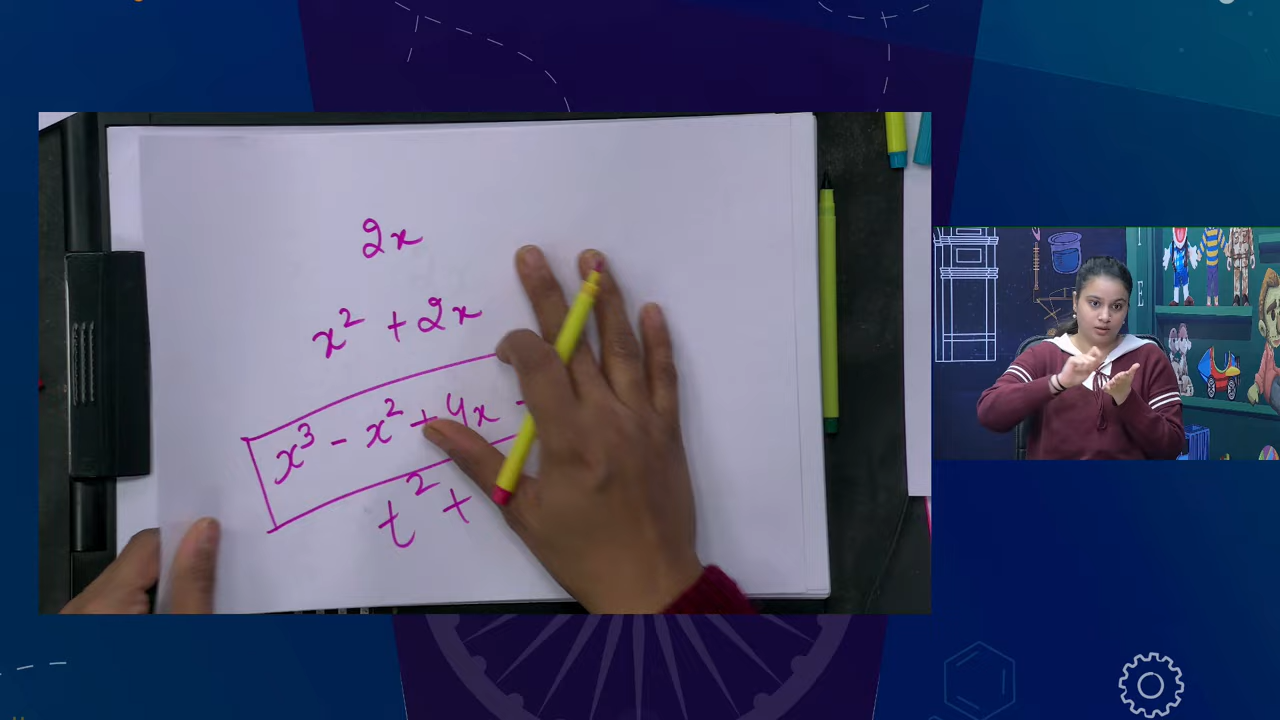 2x
x² + 2x
x³ - x² + 4x -
t² +
I
E